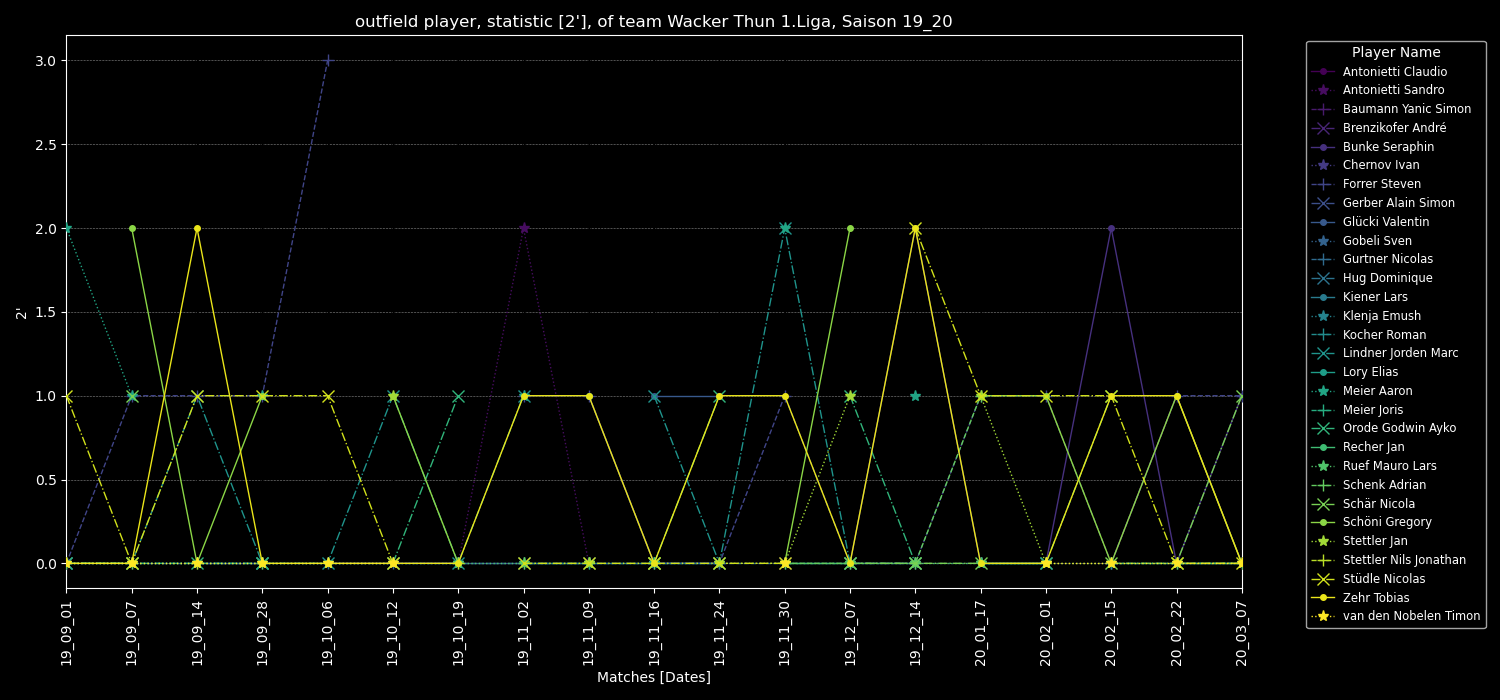 outfield player, statistic [2'], of team Wacker Thun 1.Liga, Saison 19_20
3.0
2.5
2.0
1.5
1.0
0.5
0.0
2'
19_09_01
19_09_07
19_09_14
19_09_28
19_10_06
19_10_12
19_10_19
19_11_02
19_11_09
19_11_16
19_11_24
19_11_30
19_12_07
19_12_14
20_01_17
20_02_01
20_02_15
20_02_22
20_03_07
Matches [Dates]
Player Name
Antonietti Claudio
Antonietti Sandro
Baumann Yanic Simon
Brenzikofer André
Bunke Seraphin
Chernov Ivan
Forrer Steven
Gerber Alain Simon
Glücki Valentin
Gobeli Sven
Gurtner Nicolas
Hug Dominique
Kiener Lars
Klenja Emush
Kocher Roman
Lindner Jorden Marc
Lory Elias
Meier Aaron
Meier Joris
Orode Godwin Ayko
Recher Jan
Ruef Mauro Lars
Schenk Adrian
Schär Nicola
Schöni Gregory
Stettler Jan
Stettler Nils Jonathan
Stüdle Nicolas
Zehr Tobias
van den Nobelen Timon